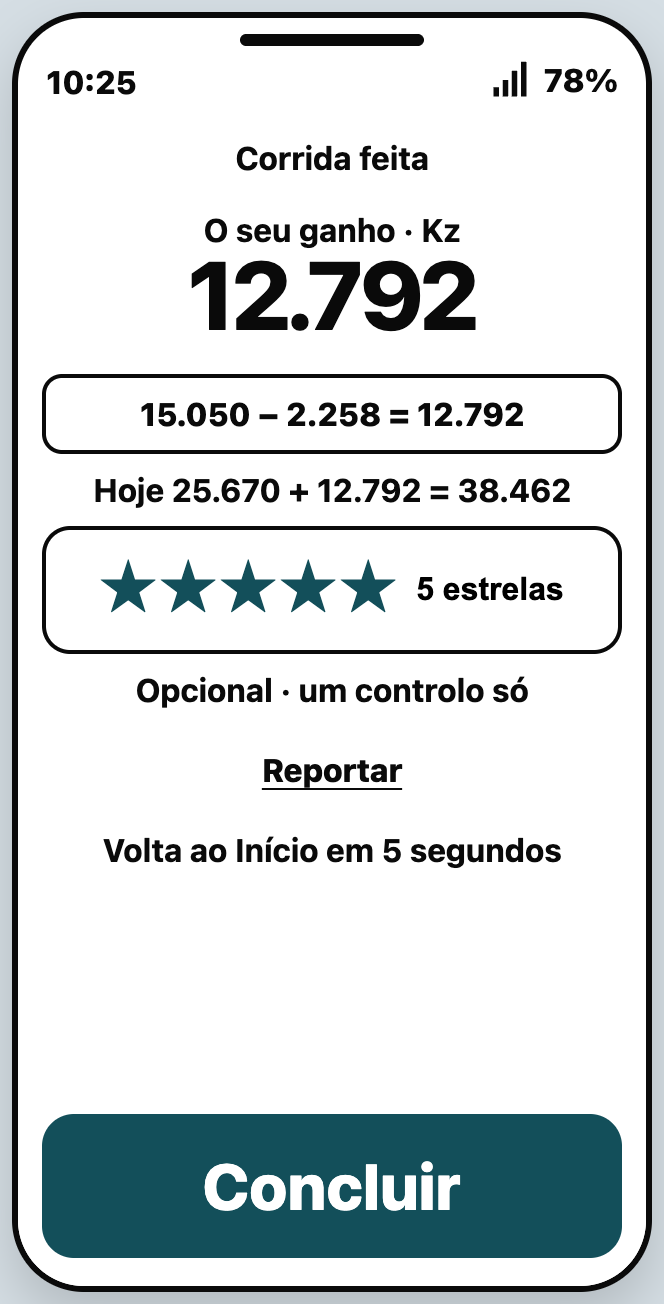 10:25 78%
Corrida feita
O seu ganho · Kz
12.792
15.050 – 2.258 = 12.792
Hoje 25.670 + 12.792 = 38.462
★★★★★ 5 estrelas
Opcional · um controlo só
Reportar
Volta ao Início em 5 segundos
Concluir